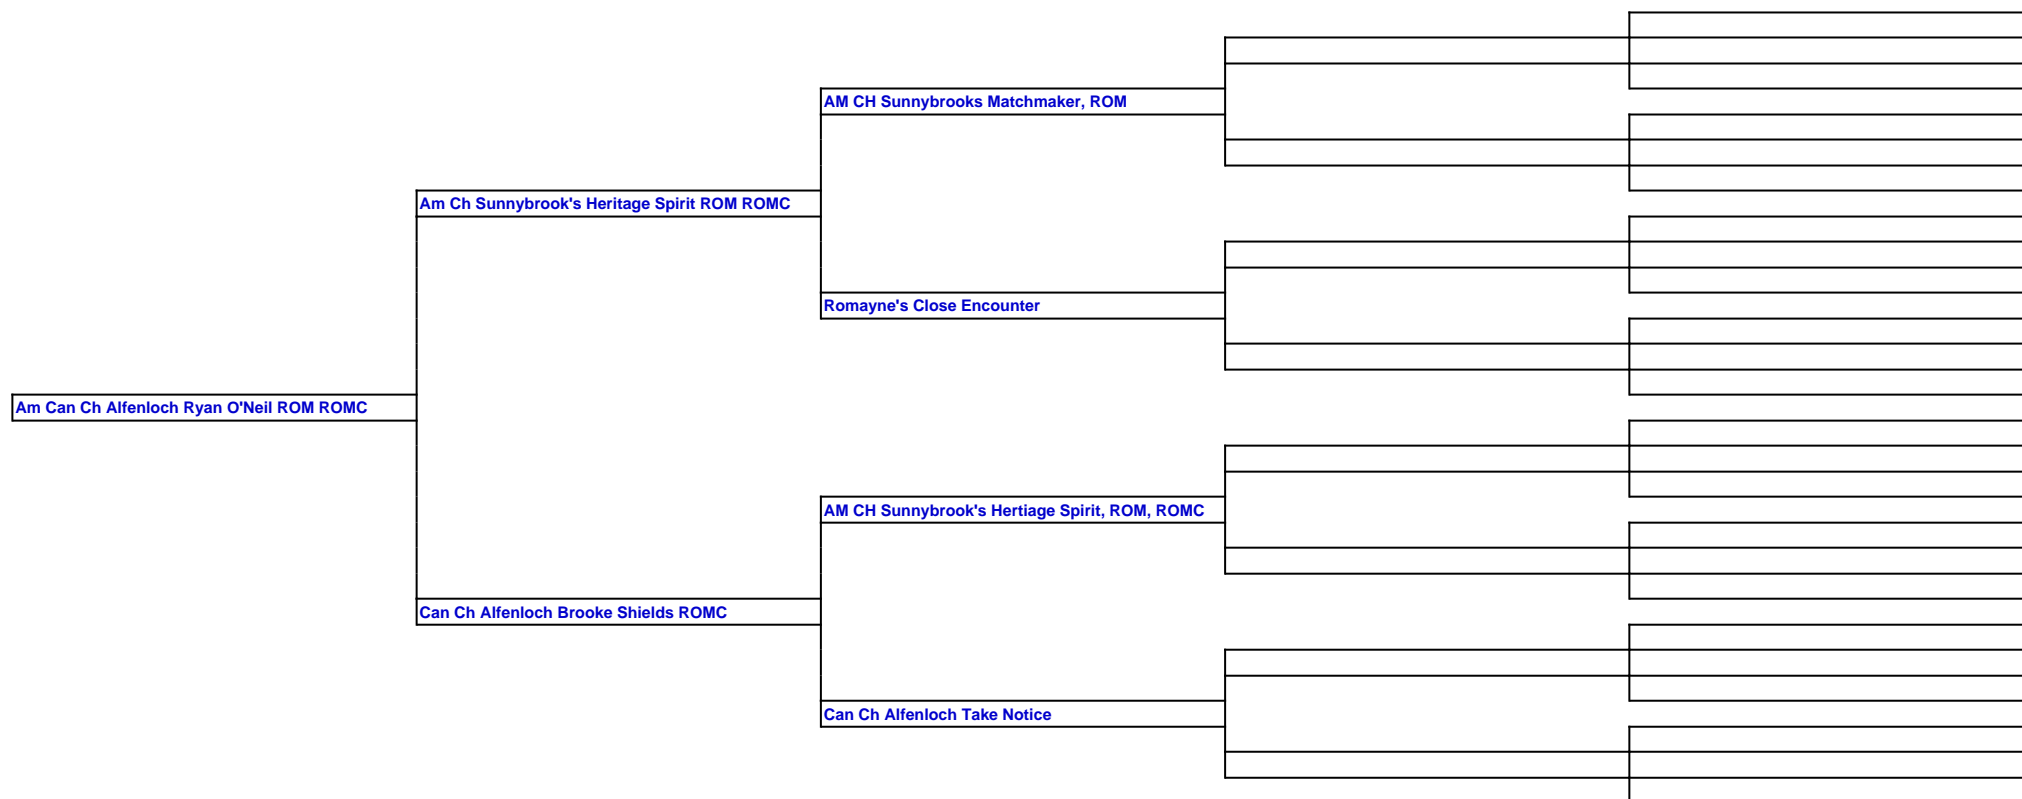 AM CH Sunnybrooks Matchmaker, ROM
Am Ch Sunnybrook's Heritage Spirit ROM ROMC
Romayne's Close Encounter
Am Can Ch Alfenloch Ryan O'Neil ROM ROMC
AM CH Sunnybrook's Hertiage Spirit, ROM, ROMC
Can Ch Alfenloch Brooke Shields ROMC
Can Ch Alfenloch Take Notice